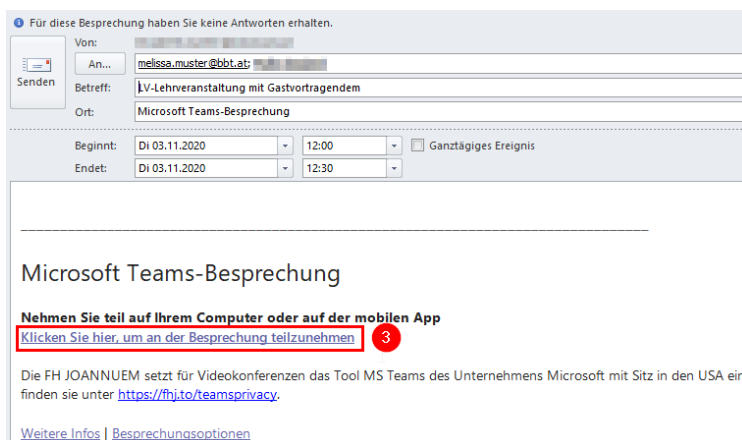 Für diese Besprechung haben Sie keine Antworten erhalten.
Von:
An... melissa.muster@bbt.at;
Senden
Betreff: LV-Lehrveranstaltung mit Gastvortragendem
Ort: Microsoft Teams-Besprechung
Beginnt: Di 03.11.2020 12:00 Ganztägiges Ereignis
Endet: Di 03.11.2020 12:30
Microsoft Teams-Besprechung
Nehmen Sie teil auf Ihrem Computer oder auf der mobilen App
Klicken Sie hier, um an der Besprechung teilzunehmen 3
Die FH JOANNUEM setzt für Videokonferenzen das Tool MS Teams des Unternehmens Microsoft mit Sitz in den USA ein
finden sie unter https://fhj.to/teamsprivacy.
Weitere Infos | Besprechungsoptionen